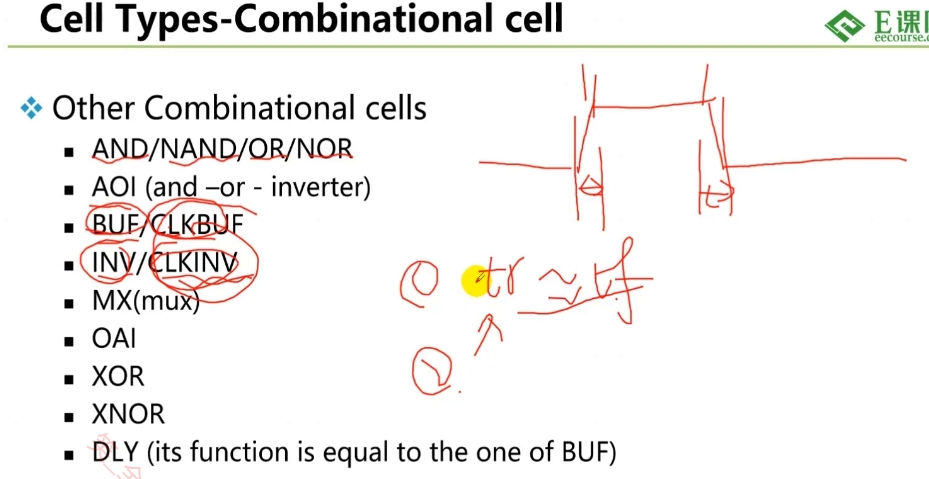 Cell Types-Combinational cell
E课
eecourse.c
Other Combinational cells
AND/NAND/OR/NOR
AOI (and –or - inverter)
BUF/CLKBUF
INV/CLKINV
MX(mux)
OAI
XOR
XNOR
DLY (its function is equal to the one of BUF)
t
① tr ≈ tf
②.